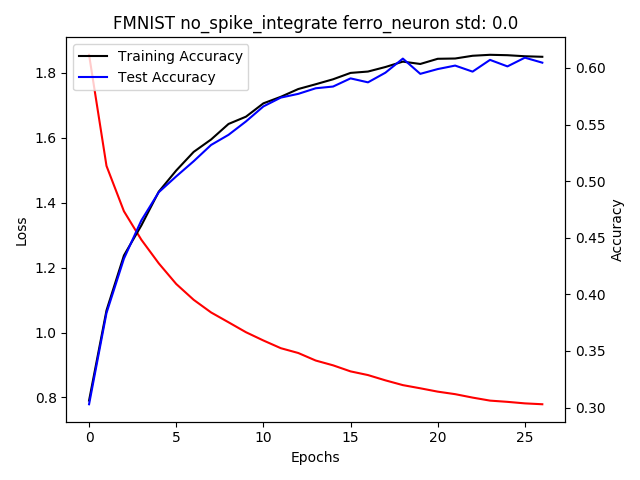 FMNIST no_spike_integrate ferro_neuron std: 0.0
Training Accuracy
Test Accuracy
1.8
1.6
1.4
1.2
1.0
0.8
Loss
0.60
0.55
0.50
0.45
0.40
0.35
0.30
Accuracy
0 5 10 15 20 25
Epochs